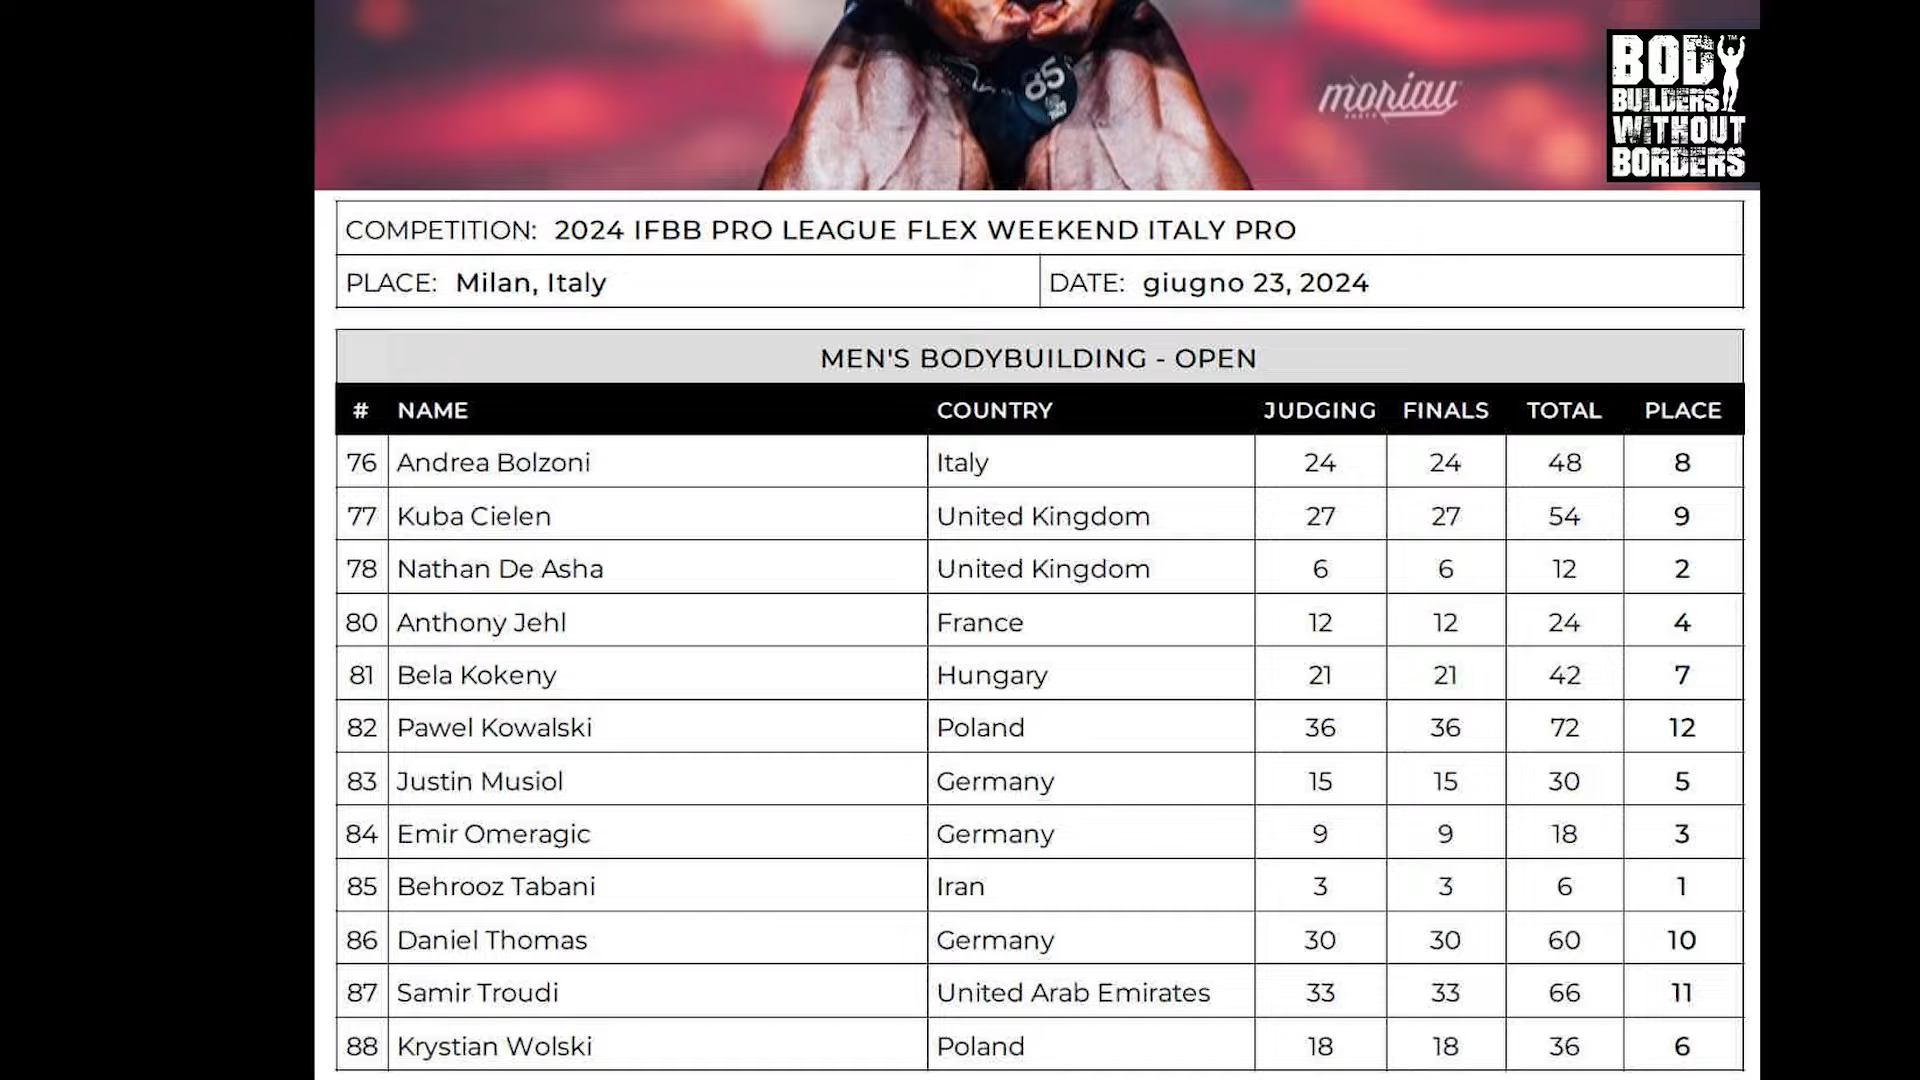 85
moriau
BODY
BUILDERS
WITHOUT
BORDERS
COMPETITION: 2024 IFBB PRO LEAGUE FLEX WEEKEND ITALY PRO
PLACE: Milan, Italy DATE: giugno 23, 2024
MEN'S BODYBUILDING - OPEN
# NAME COUNTRY JUDGING FINALS TOTAL PLACE
76 Andrea Bolzoni Italy 24 24 48 8
77 Kuba Cielen United Kingdom 27 27 54 9
78 Nathan De Asha United Kingdom 6 6 12 2
80 Anthony Jehl France 12 12 24 4
81 Bela Kokeny Hungary 21 21 42 7
82 Pawel Kowalski Poland 36 36 72 12
83 Justin Musiol Germany 15 15 30 5
84 Emir Omeragic Germany 9 9 18 3
85 Behrooz Tabani Iran 3 3 6 1
86 Daniel Thomas Germany 30 30 60 10
87 Samir Troudi United Arab Emirates 33 33 66 11
88 Krystian Wolski Poland 18 18 36 6